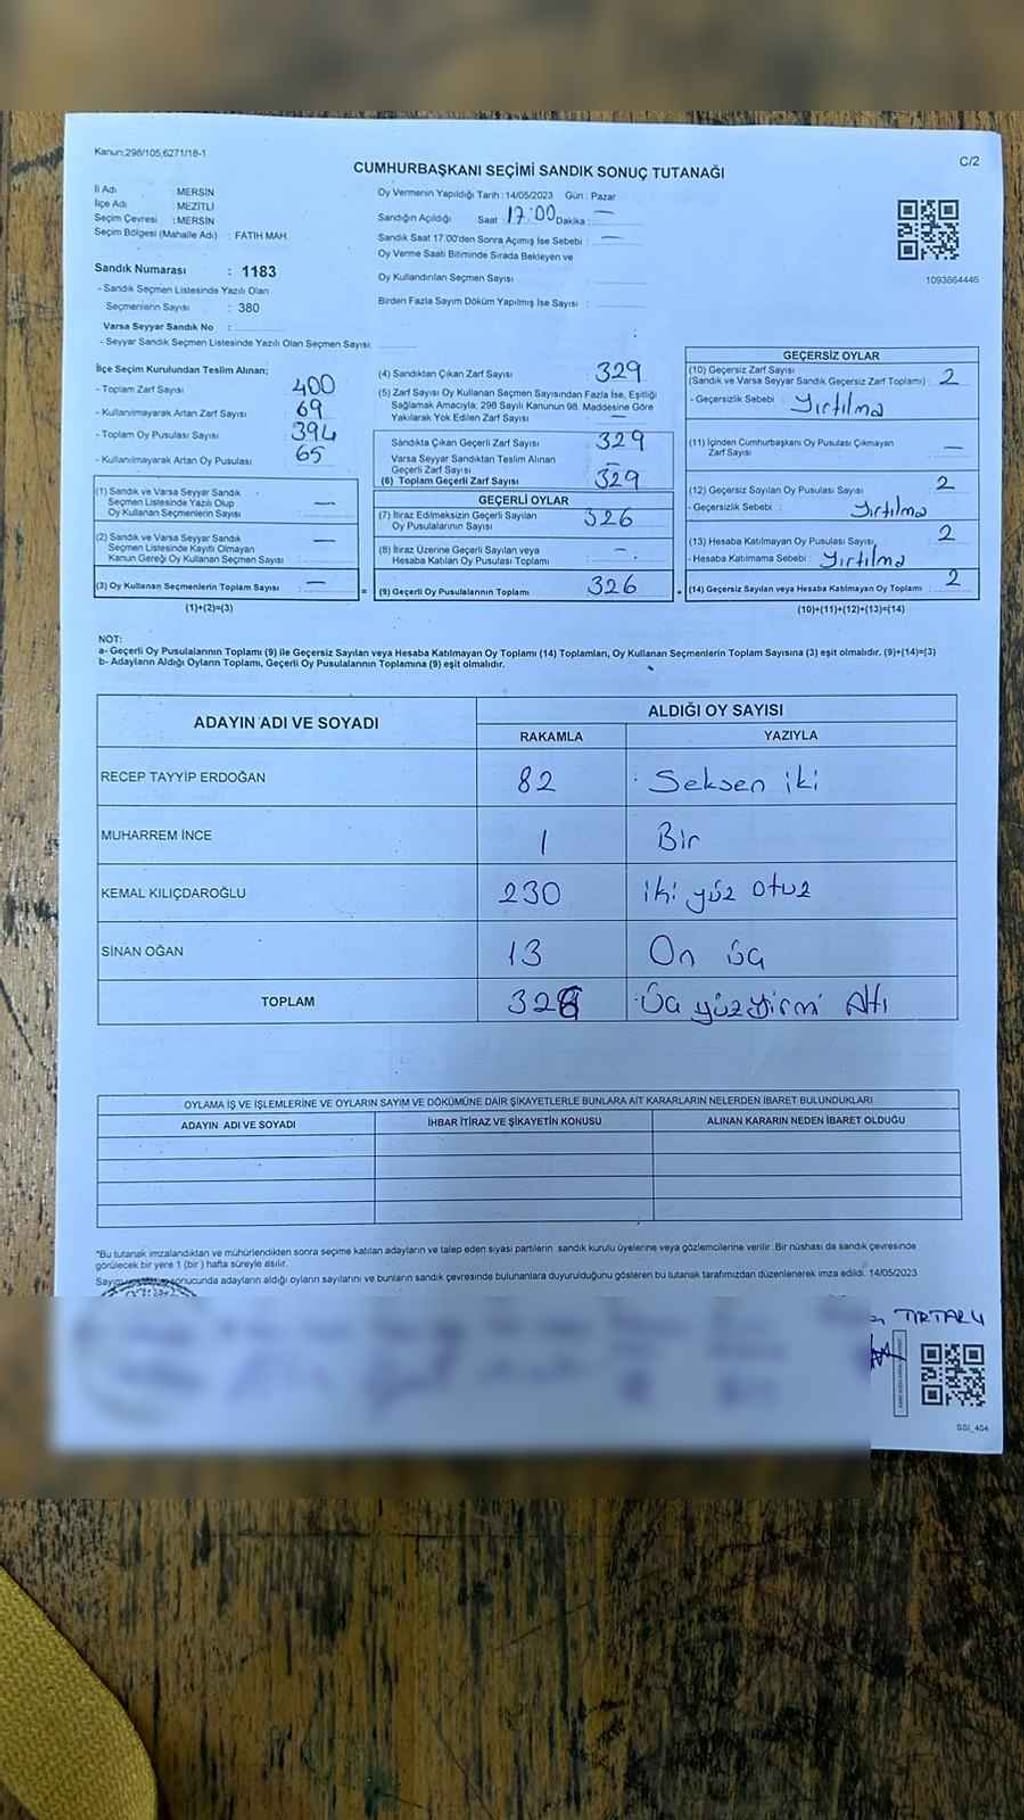 Kanun:298/105,6271/18-1
C/2
CUMHURBAŞKANI SEÇİMİ SANDIK SONUÇ TUTANAĞI
İl Adı : MERSİN
İlçe Adı : MEZİTLİ
Seçim Çevresi : MERSİN
Seçim Bölgesi (Mahalle Adı) : FATİH MAH.
Sandık Numarası : 1183
- Sandık Seçmen Listesinde Yazılı Olan
Seçmenlerin Sayısı : 380
Varsa Seyyar Sandık No :
- Seyyar Sandık Seçmen Listesinde Yazılı Olan Seçmen Sayısı:
Oy Vermenin Yapıldığı Tarih : 14/05/2023 Gün : Pazar
Sandığın Açıldığı Saat : 17:00 Dakika : —
Sandık Saat 17.00'den Sonra Açımış İse Sebebi : —
Oy Verme Saati Bitiminde Sırada Bekleyen ve
Oy Kullandırılan Seçmen Sayısı :
Birden Fazla Sayım Döküm Yapılmış İse Sayısı :
1093664446
İlçe Seçim Kurulundan Teslim Alınan;
- Toplam Zarf Sayısı 400
- Kullanılmayarak Artan Zarf Sayısı 69
- Toplam Oy Pusulası Sayısı 394
- Kullanılmayarak Artan Oy Pusulası 65
(1) Sandık ve Varsa Seyyar Sandık
Seçmen Listesinde Yazılı Olup
Oy Kullanan Seçmenlerin Sayısı —
(2) Sandık ve Varsa Seyyar Sandık
Seçmen Listesinde Kayıtlı Olmayan
Kanun Gereği Oy Kullanan Seçmen Sayısı —
(3) Oy Kullanan Seçmenlerin Toplam Sayısı —
(1)+(2)=(3)
=
(4) Sandıktan Çıkan Zarf Sayısı 329
(5) Zarf Sayısı Oy Kullanan Seçmen Sayısından Fazla İse, Eşitliği
Sağlamak Amacıyla, 298 Sayılı Kanunun 98. Maddesine Göre
Yakılarak Yok Edilen Zarf Sayısı —
Sandıkta Çıkan Geçerli Zarf Sayısı 329
Varsa Seyyar Sandıktan Teslim Alınan
Geçerli Zarf Sayısı —
(6) Toplam Geçerli Zarf Sayısı 329
GEÇERLİ OYLAR
(7) İtiraz Edilmeksizin Geçerli Sayılan
Oy Pusulalarının Sayısı 326
(8) İtiraz Üzerine Geçerli Sayılan veya
Hesaba Katılan Oy Pusulası Toplamı —
(9) Geçerli Oy Pusulalarının Toplamı 326
GEÇERSİZ OYLAR
(10) Geçersiz Zarf Sayısı
(Sandık ve Varsa Seyyar Sandık Geçersiz Zarf Toplamı) : 2
- Geçersizlik Sebebi : Yırtılma
(11) İçinden Cumhurbaşkanı Oy Pusulası Çıkmayan
Zarf Sayısı —
(12) Geçersiz Sayılan Oy Pusulası Sayısı 2
- Geçersizlik Sebebi : Yırtılma
(13) Hesaba Katılmayan Oy Pusulası Sayısı 2
- Hesaba Katılmama Sebebi : Yırtılma
(14) Geçersiz Sayılan veya Hesaba Katılmayan Oy Toplamı 2
(10)+(11)+(12)+(13)=(14)
NOT:
a- Geçerli Oy Pusulalarının Toplamı (9) ile Geçersiz Sayılan veya Hesaba Katılmayan Oy Toplamı (14) Toplamları, Oy Kullanan Seçmenlerin Toplam Sayısına (3) eşit olmalıdır. (9)+(14)=(3)
b- Adayların Aldığı Oyların Toplamı, Geçerli Oy Pusulalarının Toplamına (9) eşit olmalıdır.
ADAYIN ADI VE SOYADI ALDIĞI OY SAYISI
RAKAMLA YAZIYLA
RECEP TAYYİP ERDOĞAN 82 Seksen iki
MUHARREM İNCE 1 Bir
KEMAL KILIÇDAROĞLU 230 iki yüz otuz
SİNAN OĞAN 13 On üç
TOPLAM 326 Üç yüz yirmi Altı
OYLAMA İŞ VE İŞLEMLERİNE VE OYLARIN SAYIM VE DÖKÜMÜNE DAİR ŞİKAYETLERLE BUNLARA AİT KARARLARIN NELERDEN İBARET BULUNDUKLARI
ADAYIN ADI VE SOYADI İHBAR İTİRAZ VE ŞİKAYETİN KONUSU ALINAN KARARIN NEDEN İBARET OLDUĞU
*Bu tutanak imzalandıktan ve mühürlendikten sonra seçime katılan adayların ve talep eden siyasi partilerin sandık kurulu üyelerine veya gözlemcilerine verilir. Bir nüshası da sandık çevresinde
görülecek bir yere 1 (bir) hafta süreyle asılır.
sonucunda adayların aldığı oyların sayılarını ve bunların sandık çevresinde bulunanlara duyurulduğunu gösteren bu tutanak tarafımızdan düzenlenerek imza edildi. 14/05/2023
SSI_404